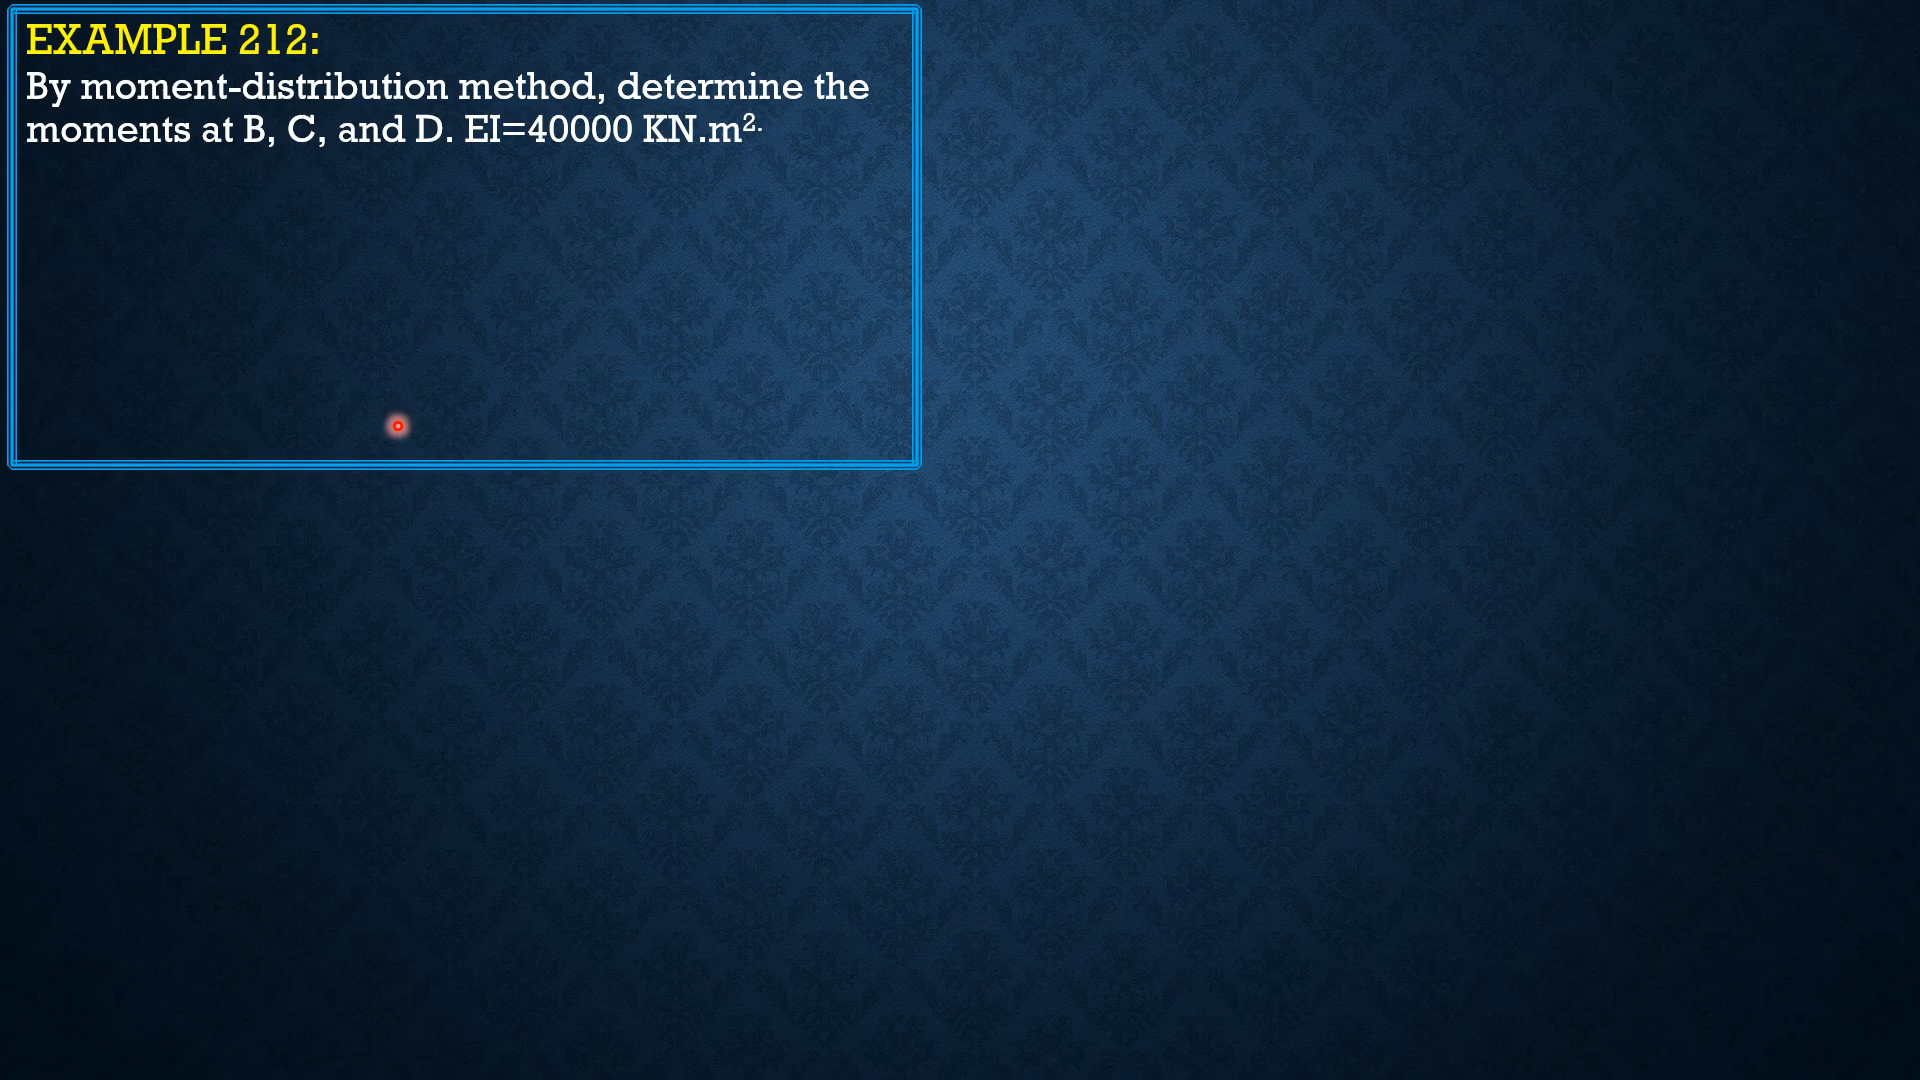 EXAMPLE 212:
By moment-distribution method, determine the
moments at B, C, and D. EI=40000 KN.m².